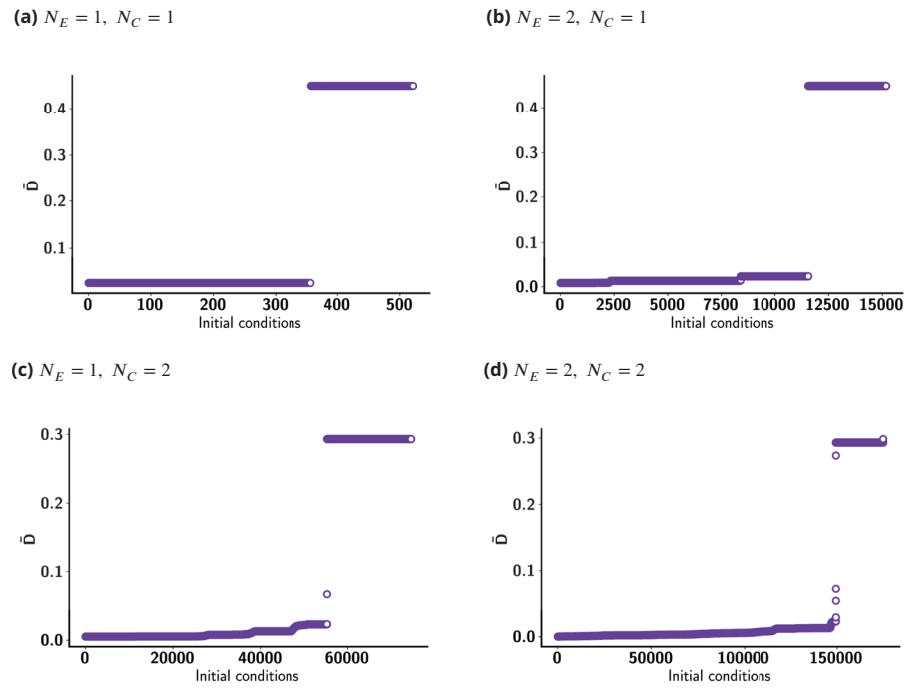 (a) N_E = 1, N_C = 1
0.4
0.3
0.2
0.1
D̄
0 100 200 300 400 500
Initial conditions
(b) N_E = 2, N_C = 1
0.4
0.3
0.2
0.1
0.0
D̄
0 2500 5000 7500 10000 12500 15000
Initial conditions
(c) N_E = 1, N_C = 2
0.3
0.2
0.1
0.0
D̄
0 20000 40000 60000
Initial conditions
(d) N_E = 2, N_C = 2
0.3
0.2
0.1
0.0
D̄
0 50000 100000 150000
Initial conditions